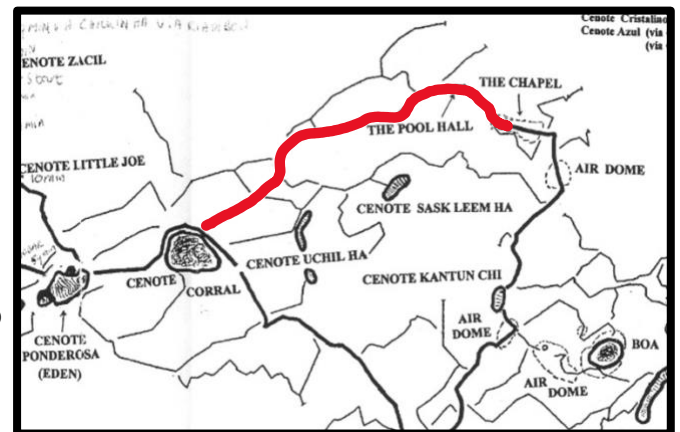 Cenote Cristalino
Cenote Azul (via
(via
ENOTE ZACIL
THE CHAPEL
THE POOL HALL
AIR DOME
CENOTE LITTLE JOE
CENOTE SASK LEEM HA
CENOTE UCHIL HA
CENOTE KANTUN CHI
CENOTE
CORRAL
CENOTE
PONDEROSA
(EDEN)
AIR
DOME
BOA
AIR
DOME